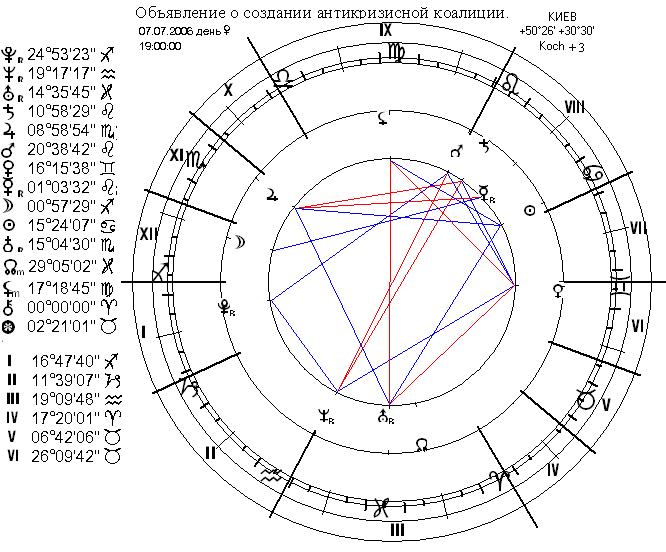 Объявление о создании антикризисной коалиции.
07.07.2006 день ♀
19:00:00
КИЕВ
+50°26' +30°30'
Koch +3
♇R 24°53'23" ♐
♆R 19°17'17" ♒
♅R 14°35'45" ♓
♄ 10°58'29" ♌
♃ 08°58'54" ♏
♂ 20°38'42" ♌
♀ 16°15'38" ♊
☿R 01°03'32" ♌
☽ 00°57'29" ♐
☉ 15°24'07" ♋
♁R 15°04'30" ♏
☊m 29°05'02" ♓
⚸m 17°18'45" ♍
00°00'00" ♈
⊗ 02°21'01" ♉
I 16°47'40" ♐
II 11°39'07" ♑
III 19°09'48" ♒
IV 17°20'01" ♈
V 06°42'06" ♉
VI 26°09'42" ♉
IX
X
VIII
XI
XII
VII
I
VI
V
II
IV
III